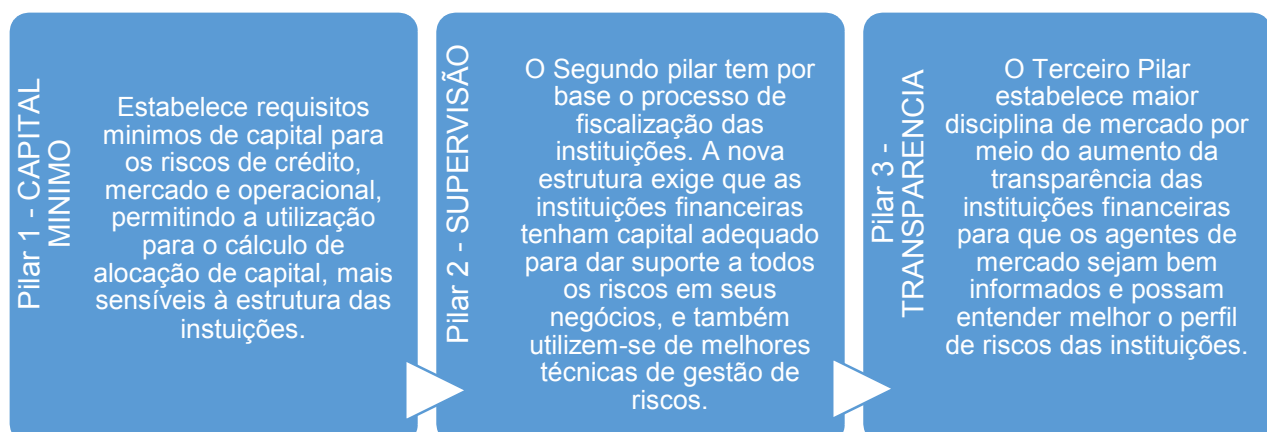 Pilar 1 - CAPITAL
MINIMO
Estabelece requisitos
minimos de capital para
os riscos de crédito,
mercado e operacional,
permitindo a utilização
para o cálculo de
alocação de capital, mais
sensíveis à estrutura das
instuições.
Pilar 2 - SUPERVISÃO
O Segundo pilar tem por
base o processo de
fiscalização das
instituições. A nova
estrutura exige que as
instituições financeiras
tenham capital adequado
para dar suporte a todos
os riscos em seus
negócios, e também
utilizem-se de melhores
técnicas de gestão de
riscos.
Pilar 3 -
TRANSPARENCIA
O Terceiro Pilar
estabelece maior
disciplina de mercado por
meio do aumento da
transparência das
instituições financeiras
para que os agentes de
mercado sejam bem
informados e possam
entender melhor o perfil
de riscos das instituições.